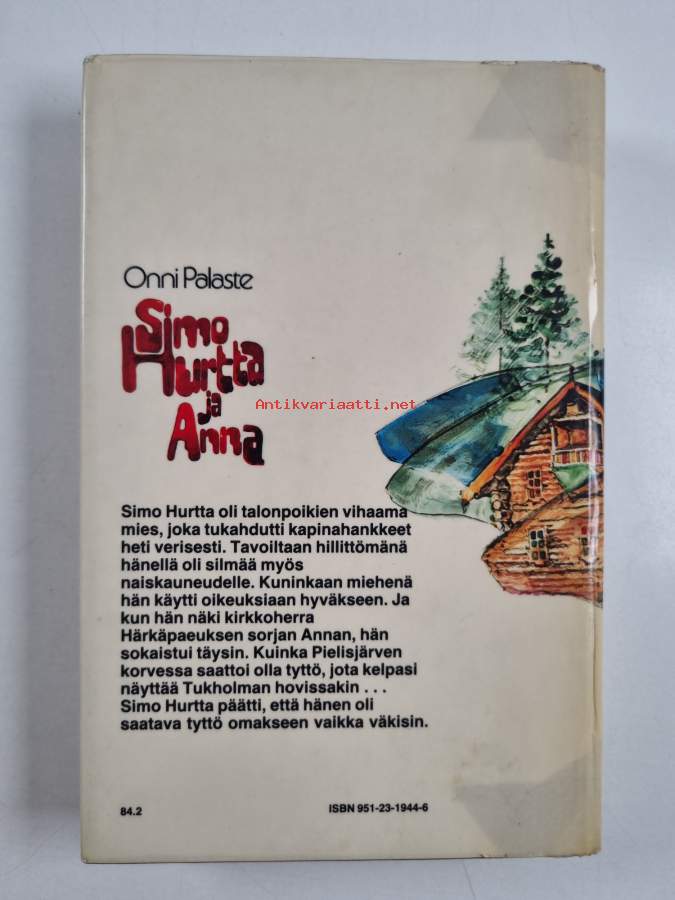 Onni Palaste
Simo
Hurtta
ja
Anna
Antikvariaatti.net
Simo Hurtta oli talonpoikien vihaama
mies, joka tukahdutti kapinahankkeet
heti verisesti. Tavoiltaan hillittömänä
hänellä oli silmää myös
naiskauneudelle. Kuninkaan miehenä
hän käytti oikeuksiaan hyväkseen. Ja
kun hän näki kirkkoherra
Härkäpaeuksen sorjan Annan, hän
sokaistui täysin. Kuinka Pielisjärven
korvessa saattoi olla tyttö, jota kelpasi
näyttää Tukholman hovissakin . . .
Simo Hurtta päätti, että hänen oli
saatava tyttö omakseen vaikka väkisin.
84.2
ISBN 951-23-1944-6